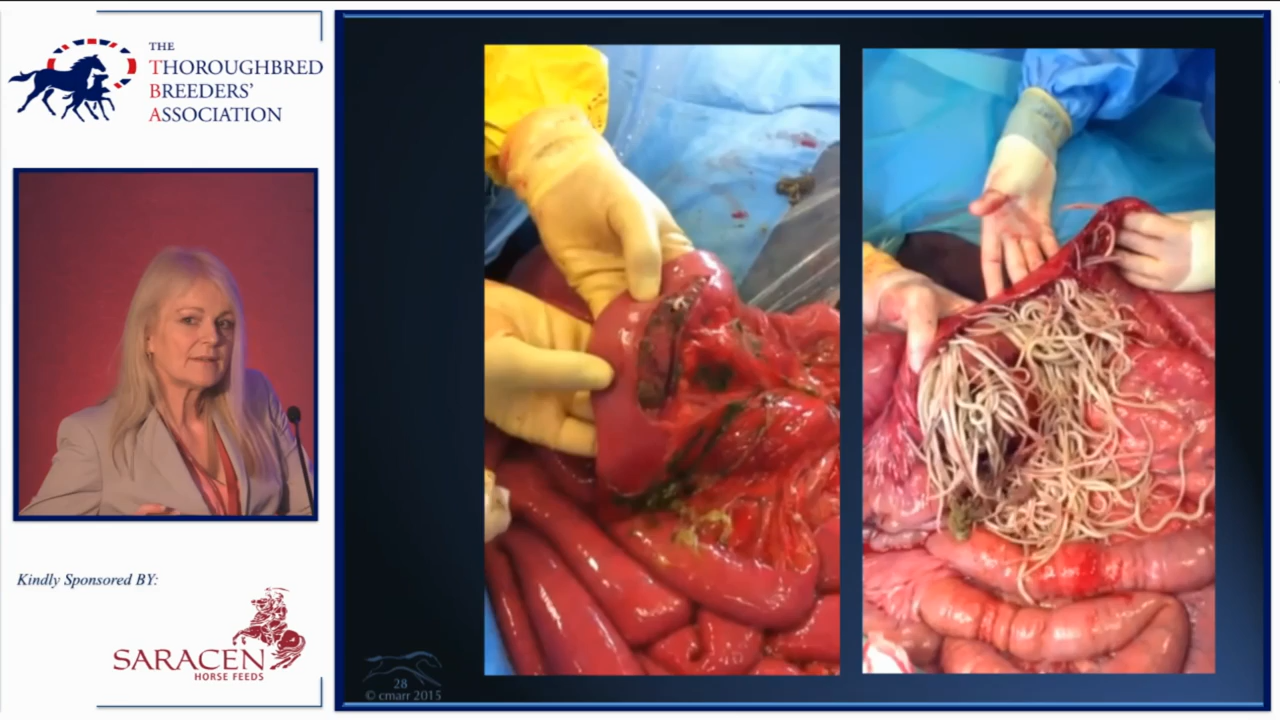 THE
THOROUGHBRED
BREEDERS'
ASSOCIATION
Kindly Sponsored BY:
SARACEN
HORSE FEEDS
28
© cmarr 2015